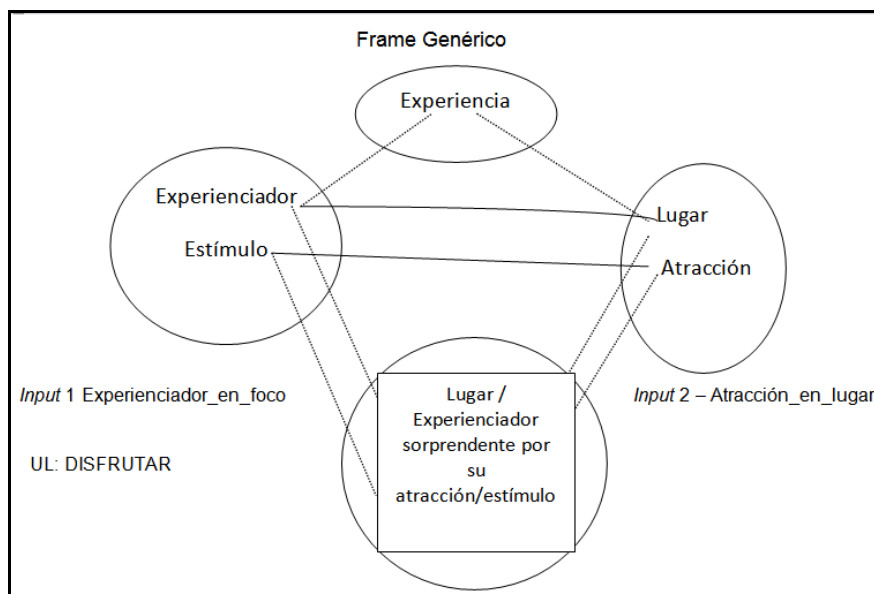 Frame Genérico
Experiencia
Experienciador
Estímulo
Lugar
Atracción
Input 1 Experienciador_en_foco
Input 2 – Atracción_en_lugar
UL: DISFRUTAR
Lugar /
Experienciador
sorprendente por
su
atracción/estímulo